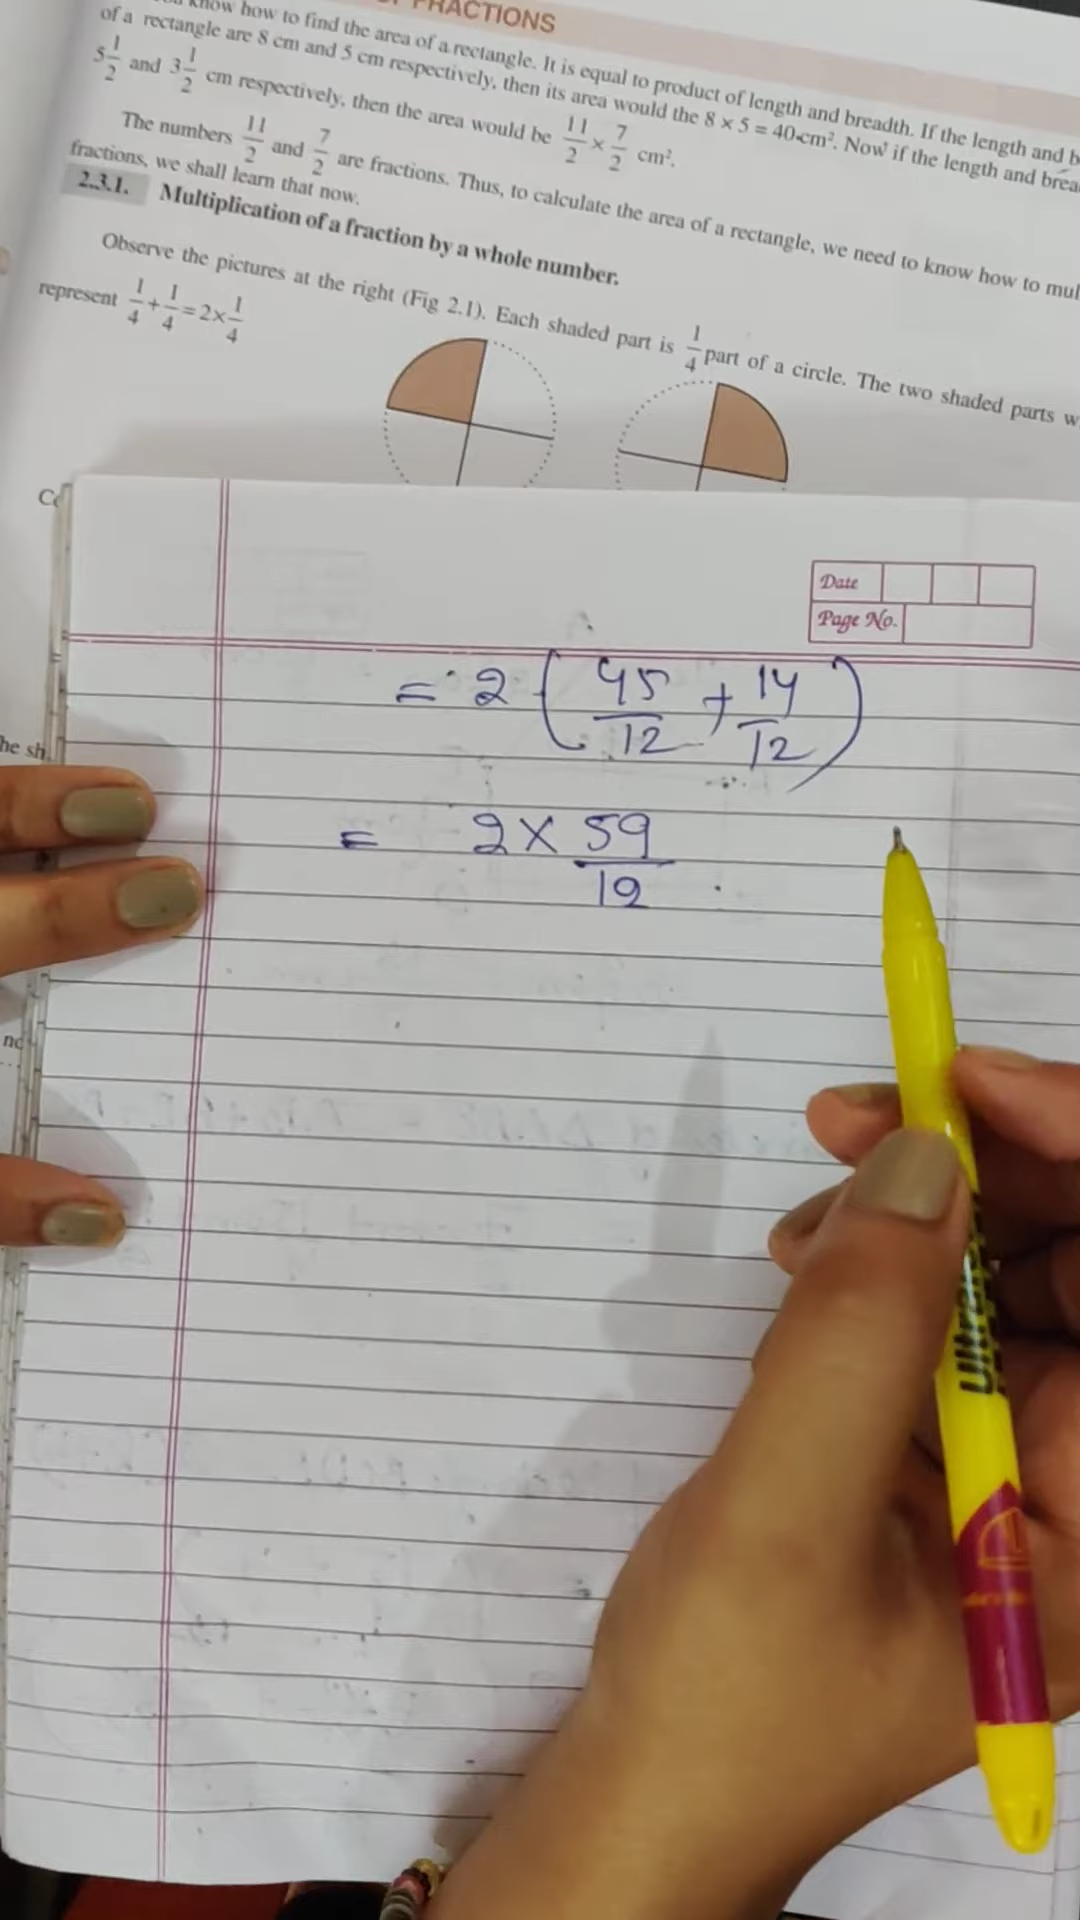 FRACTIONS
know how to find the area of a rectangle. It is equal to product of length and breadth. If the length and b
of a rectangle are 8 cm and 5 cm respectively, then its area would the 8 × 5 = 40 cm². Now if the length and brea
5 1/2 and 3 1/2 cm respectively, then the area would be 11/2 × 7/2 cm².
The numbers 11/2 and 7/2 are fractions. Thus, to calculate the area of a rectangle, we need to know how to mul
fractions, we shall learn that now.
2.3.1. Multiplication of a fraction by a whole number.
Observe the pictures at the right (Fig 2.1). Each shaded part is 1/4 part of a circle. The two shaded parts w
represent 1/4 + 1/4 = 2 × 1/4
Date
Page No.
= 2 ( 45/12 + 14/12 )
he sh
= 2 × 59/12
Ultra